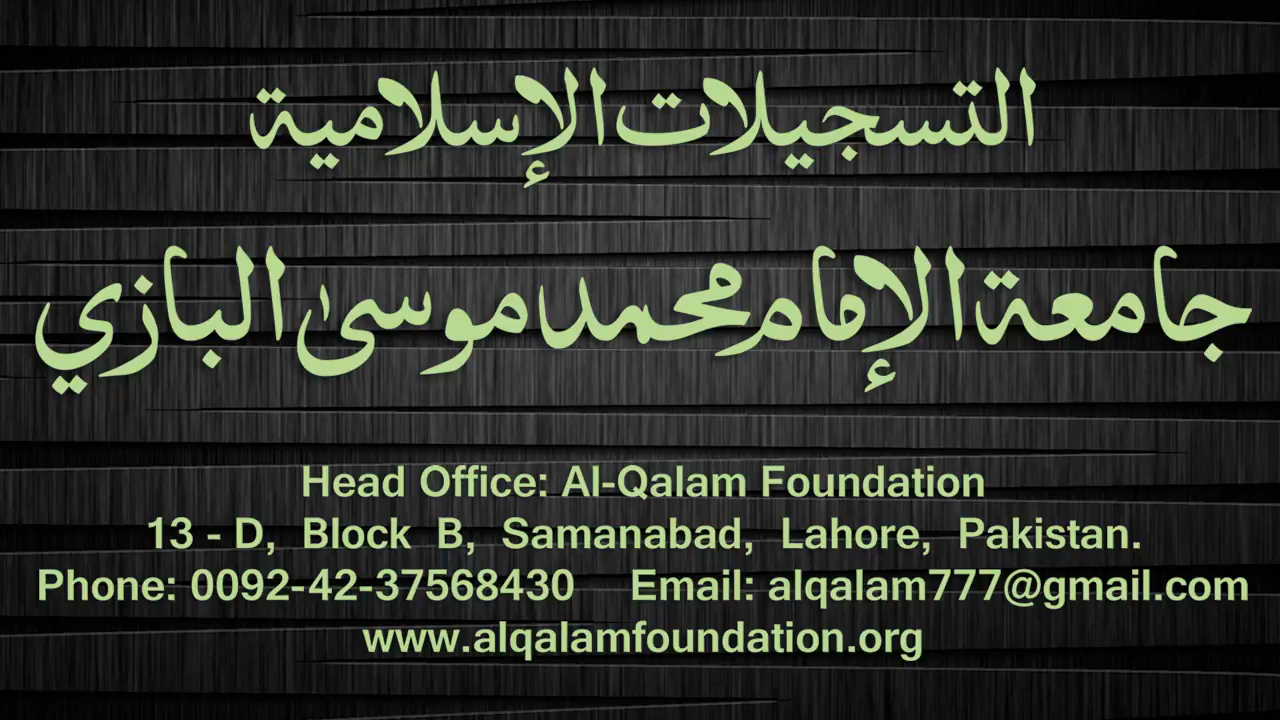 التسجيلات الإسلامية
جامعة الإمام محمد موسىٰ البازي
Head Office: Al-Qalam Foundation
13 - D, Block B, Samanabad, Lahore, Pakistan.
Phone: 0092-42-37568430 Email: alqalam777@gmail.com
www.alqalamfoundation.org